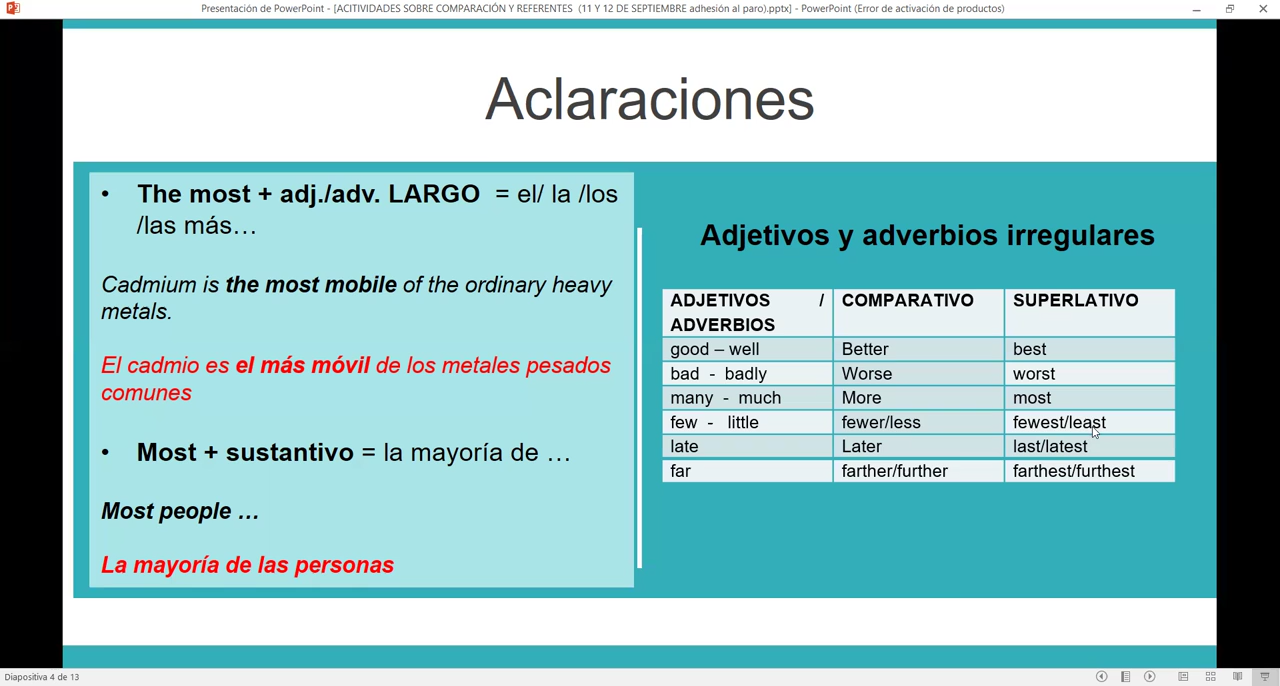 Presentación de PowerPoint - [ACITIVIDADES SOBRE COMPARACIÓN Y REFERENTES  (11 Y 12 DE SEPTIEMBRE adhesión al paro).pptx] - PowerPoint (Error de activación de productos)
Aclaraciones
• The most + adj./adv. LARGO = el/ la /los
/las más…
Cadmium is the most mobile of the ordinary heavy
metals.
El cadmio es el más móvil de los metales pesados
comunes
• Most + sustantivo = la mayoría de …
Most people …
La mayoría de las personas
Adjetivos y adverbios irregulares
ADJETIVOS / COMPARATIVO SUPERLATIVO
ADVERBIOS
good – well Better best
bad - badly Worse worst
many - much More most
few - little fewer/less fewest/least
late Later last/latest
far farther/further farthest/furthest
Diapositiva 4 de 13